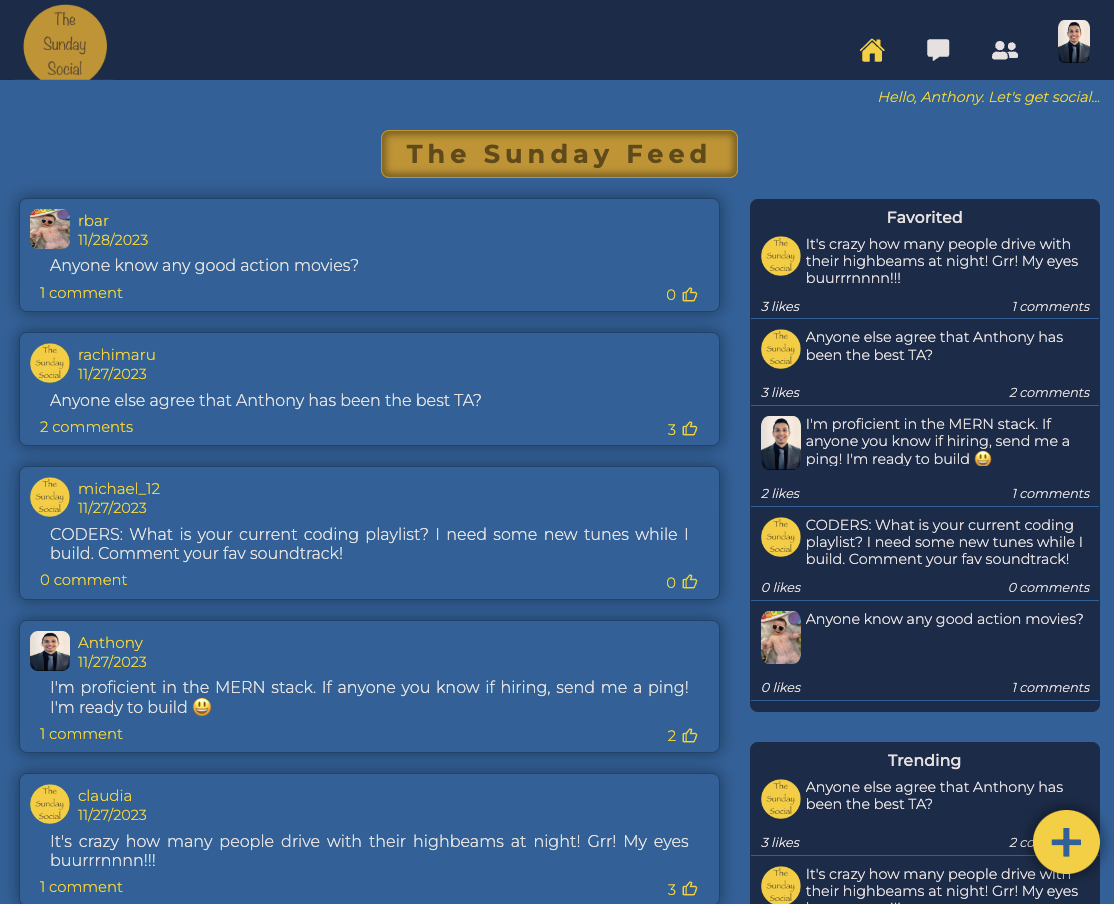 The
Sunday
Social
Hello, Anthony. Let's get social...
The Sunday Feed
rbar
11/28/2023
Anyone know any good action movies?
1 comment
0
The
Sunday
Social
rachimaru
11/27/2023
Anyone else agree that Anthony has been the best TA?
2 comments
3
The
Sunday
Social
michael_12
11/27/2023
CODERS: What is your current coding playlist? I need some new tunes while I
build. Comment your fav soundtrack!
0 comment
0
Anthony
11/27/2023
I'm proficient in the MERN stack. If anyone you know if hiring, send me a ping!
I'm ready to build 😃
1 comment
2
The
Sunday
Social
claudia
11/27/2023
It's crazy how many people drive with their highbeams at night! Grr! My eyes
buurrrnnnn!!!
1 comment
3
Favorited
The
Sunday
Social
It's crazy how many people drive with
their highbeams at night! Grr! My eyes
buurrrnnnn!!!
3 likes
1 comments
The
Sunday
Social
Anyone else agree that Anthony has
been the best TA?
3 likes
2 comments
I'm proficient in the MERN stack. If
anyone you know if hiring, send me a
ping! I'm ready to build 😃
2 likes
1 comments
The
Sunday
Social
CODERS: What is your current coding
playlist? I need some new tunes while I
build. Comment your fav soundtrack!
0 likes
0 comments
Anyone know any good action movies?
0 likes
1 comments
Trending
The
Sunday
Social
Anyone else agree that Anthony has
been the best TA?
3 likes
2 co
The
Sunday
Social
It's crazy how many people drive with
their highbeams at night! Grr! My eyes